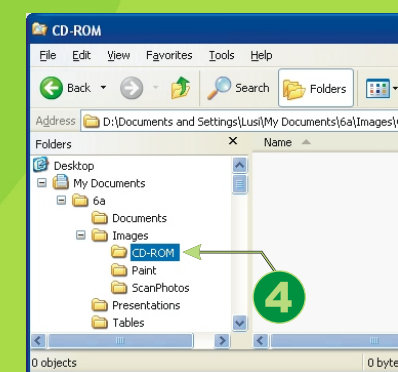 CD-ROM
File Edit View Favorites Tools Help
Back Search Folders
Address D:\Documents and Settings\Lusi\My Documents\6a\Images\
Folders × Name
Desktop
My Documents
6a
Documents
Images
CD-ROM
4
Paint
ScanPhotos
Presentations
Tables
0 objects 0 byte